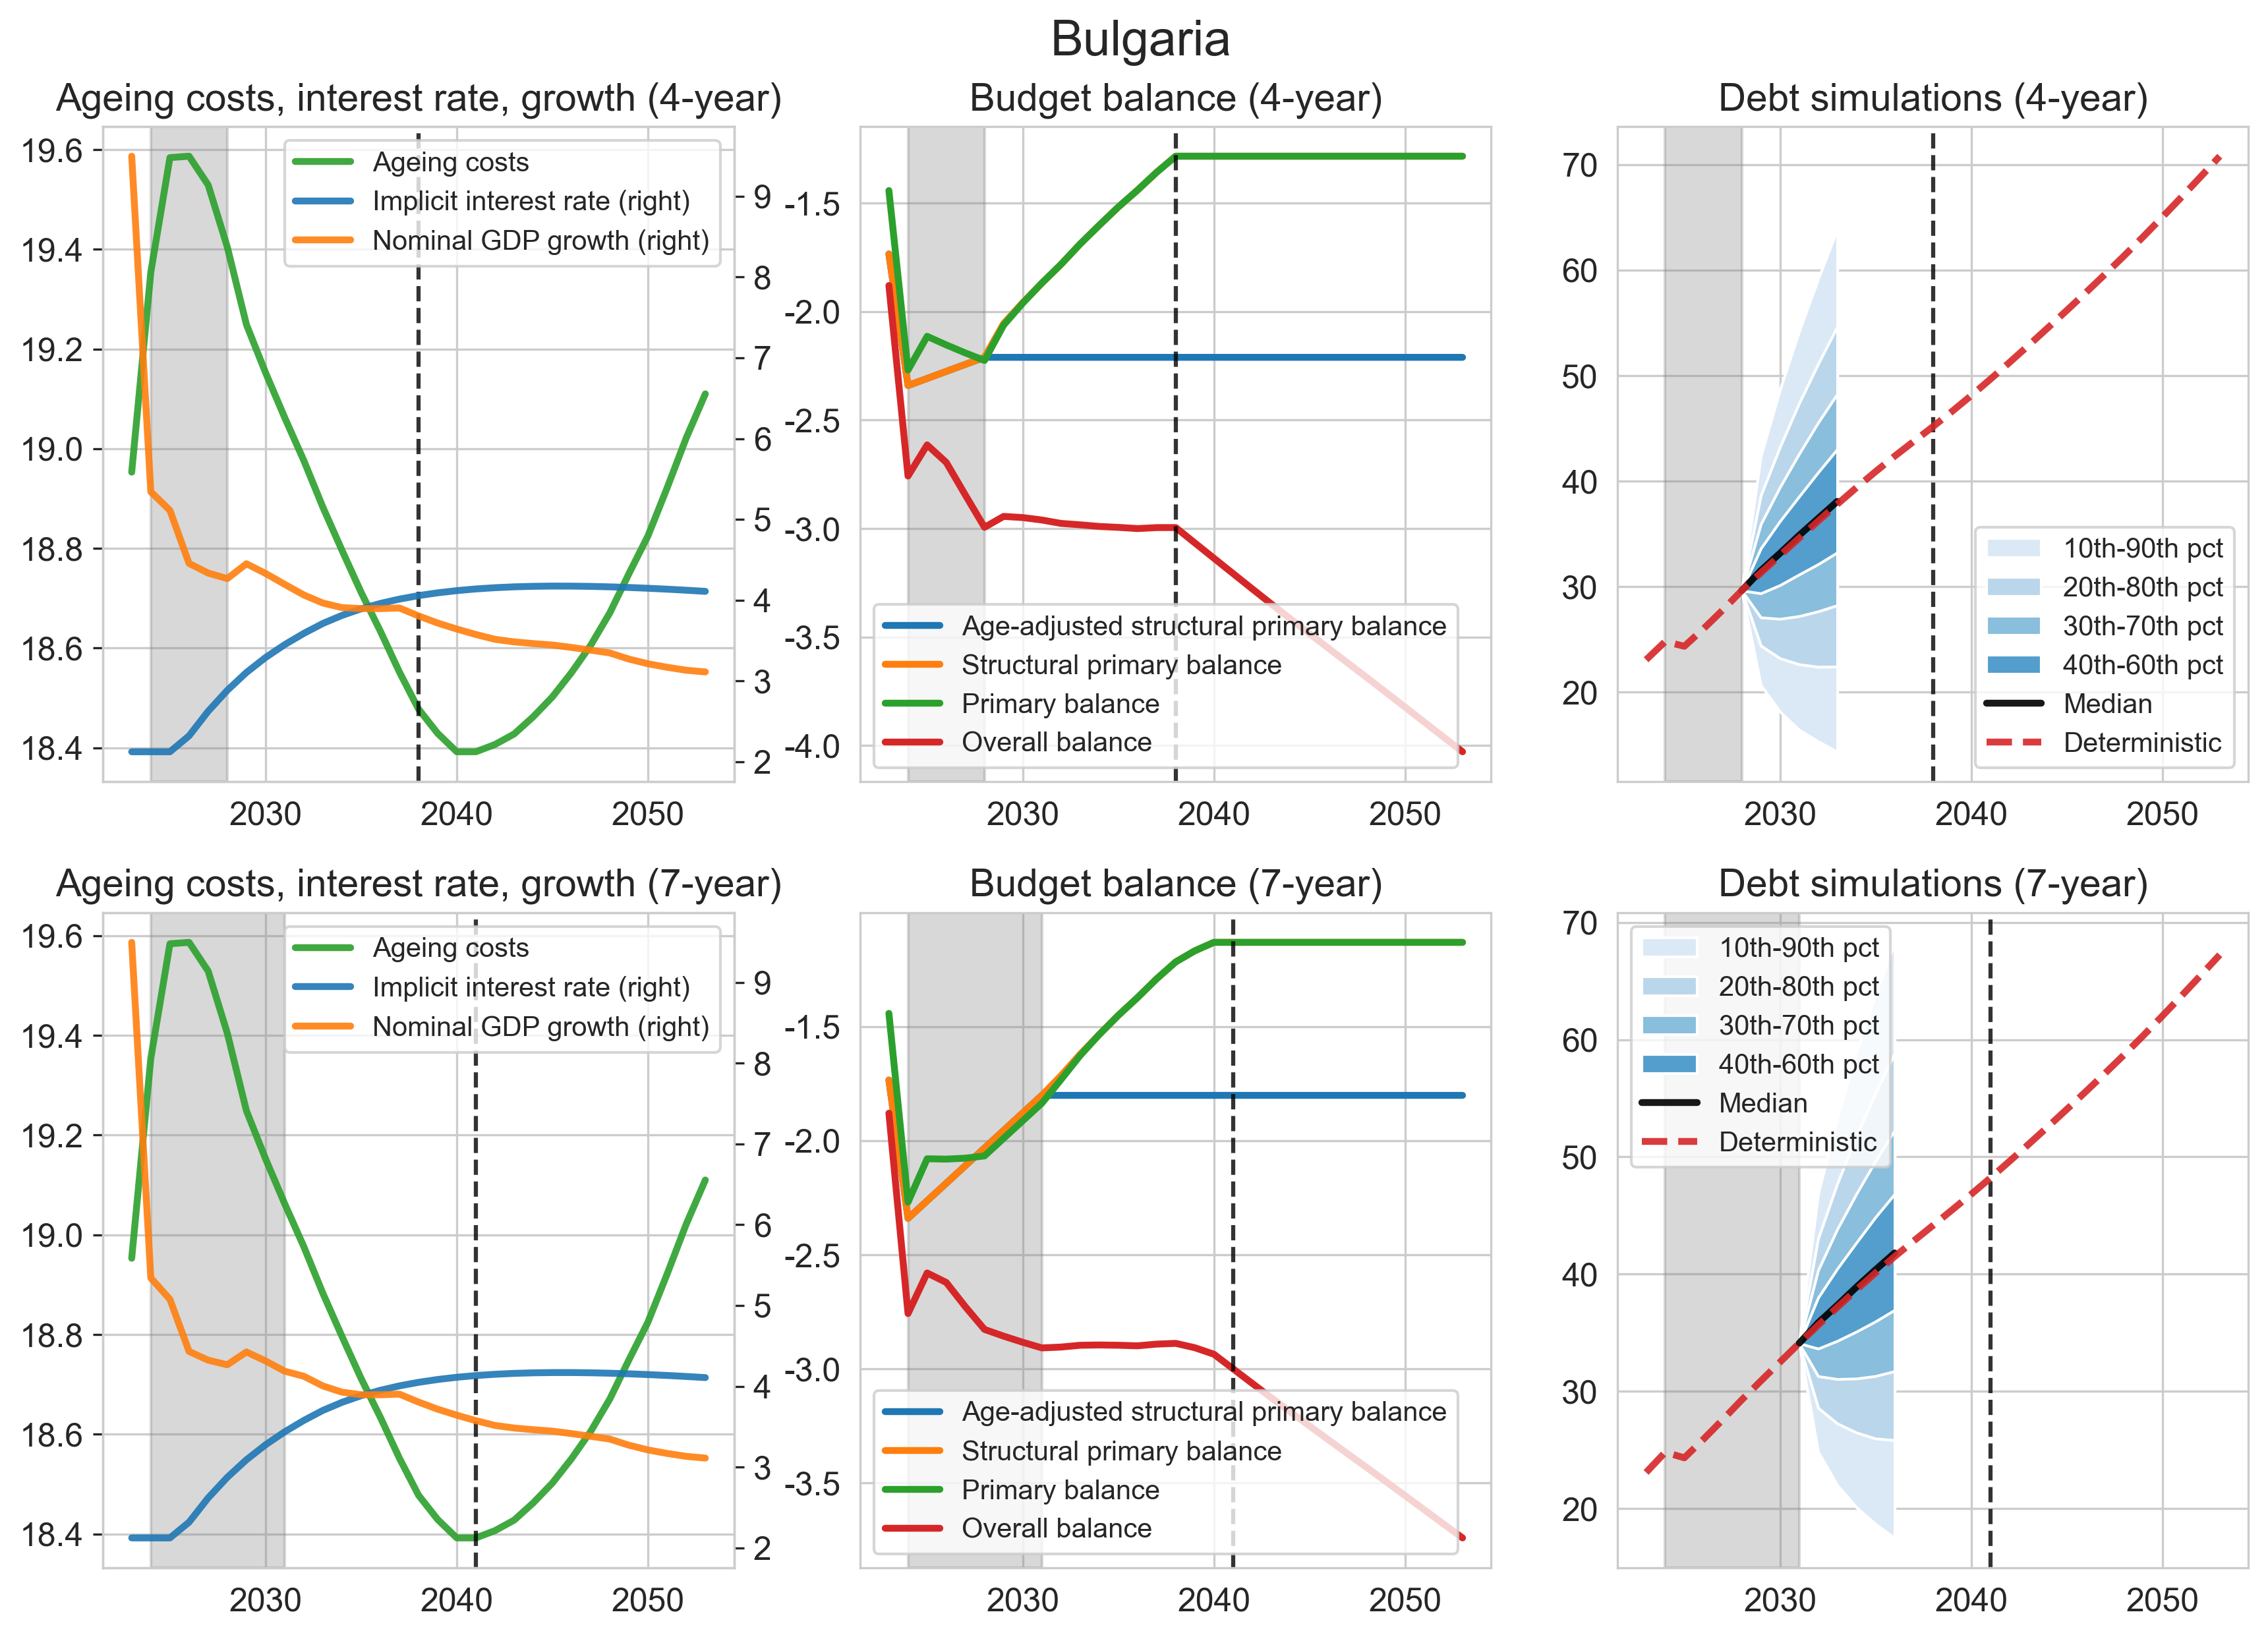 Bulgaria
Ageing costs, interest rate, growth (4-year)
19.6
19.4
19.2
19.0
18.8
18.6
18.4
9
8
7
6
5
4
3
2
2030
2040
2050
Ageing costs
Implicit interest rate (right)
Nominal GDP growth (right)
Budget balance (4-year)
-1.5
-2.0
-2.5
-3.0
-3.5
-4.0
2030
2040
2050
Age-adjusted structural primary balance
Structural primary balance
Primary balance
Overall balance
Debt simulations (4-year)
70
60
50
40
30
20
2030
2040
2050
10th-90th pct
20th-80th pct
30th-70th pct
40th-60th pct
Median
Deterministic
Ageing costs, interest rate, growth (7-year)
19.6
19.4
19.2
19.0
18.8
18.6
18.4
9
8
7
6
5
4
3
2
2030
2040
2050
Ageing costs
Implicit interest rate (right)
Nominal GDP growth (right)
Budget balance (7-year)
-1.5
-2.0
-2.5
-3.0
-3.5
2030
2040
2050
Age-adjusted structural primary balance
Structural primary balance
Primary balance
Overall balance
Debt simulations (7-year)
70
60
50
40
30
20
2030
2040
2050
10th-90th pct
20th-80th pct
30th-70th pct
40th-60th pct
Median
Deterministic